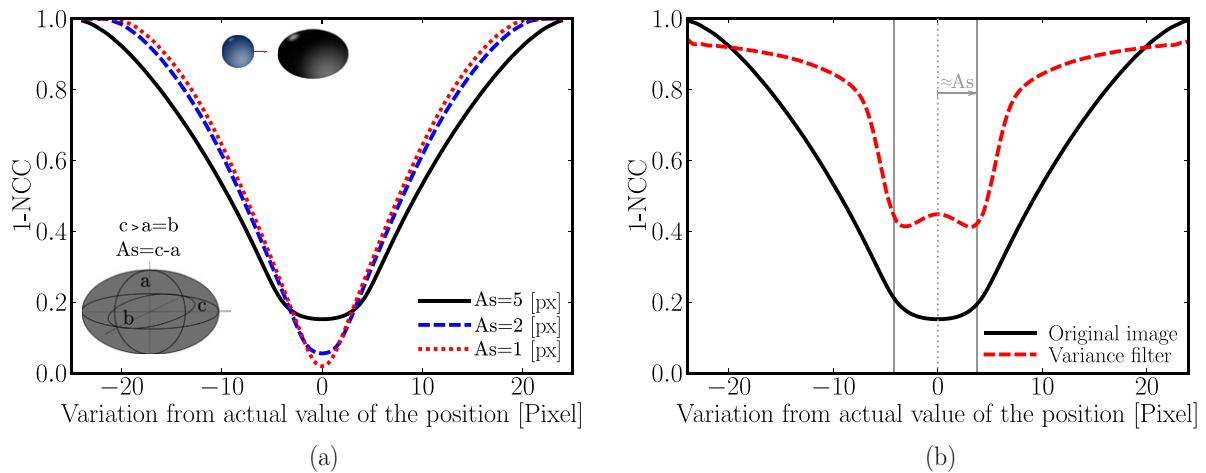 1.0
0.8
0.6
0.4
0.2
0.0
1-NCC
c>a=b
As=c-a
a
b
c
As=5 [px]
As=2 [px]
As=1 [px]
−20
−10
0
10
20
Variation from actual value of the position [Pixel]
(a)
1.0
0.8
0.6
0.4
0.2
0.0
1-NCC
≈As
Original image
Variance filter
−20
−10
0
10
20
Variation from actual value of the position [Pixel]
(b)